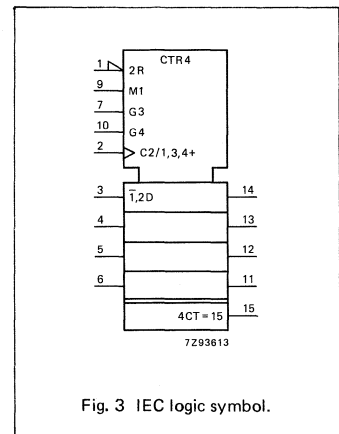 CTR4
1 2R
9 M1
7 G3
10 G4
2 C2/1,3,4+
3 1̅,2D 14
4 13
5 12
6 11
4CT=15 15
7Z93613
Fig. 3 IEC logic symbol.